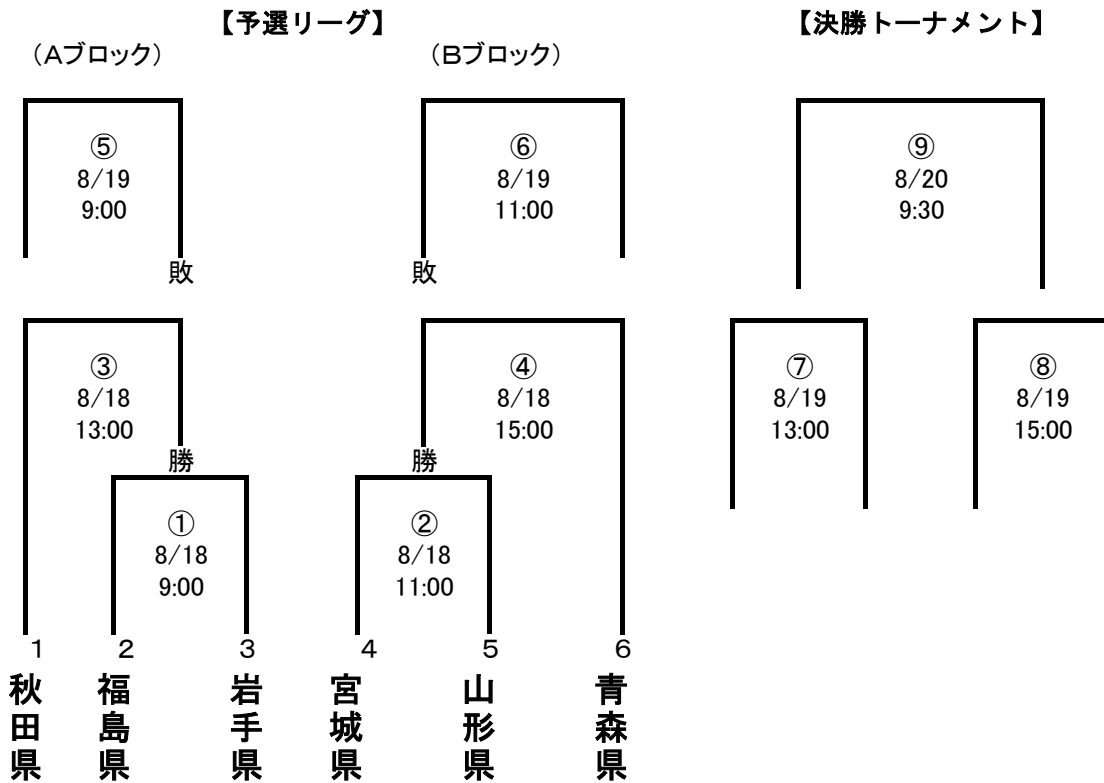 【予選リーグ】
【決勝トーナメント】
(Aブロック)
(Bブロック)
⑤
8/19
9:00
敗
⑥
8/19
11:00
敗
⑨
8/20
9:30
③
8/18
13:00
勝
④
8/18
15:00
勝
⑦
8/19
13:00
⑧
8/19
15:00
①
8/18
9:00
②
8/18
11:00
1
2
3
4
5
6
秋田県
福島県
岩手県
宮城県
山形県
青森県